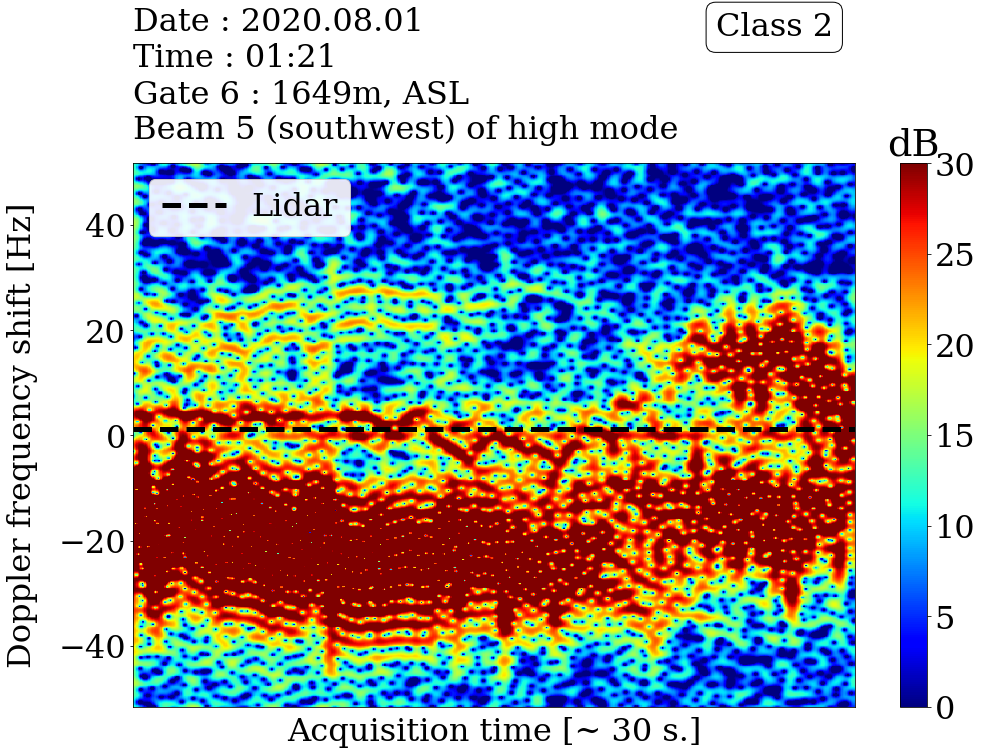 Date : 2020.08.01
Class 2
Time : 01:21
Gate 6 : 1649m, ASL
Beam 5 (southwest) of high mode
dB
Lidar
Doppler frequency shift [Hz]
40
20
0
−20
−40
30
25
20
15
10
5
0
Acquisition time [~ 30 s.]